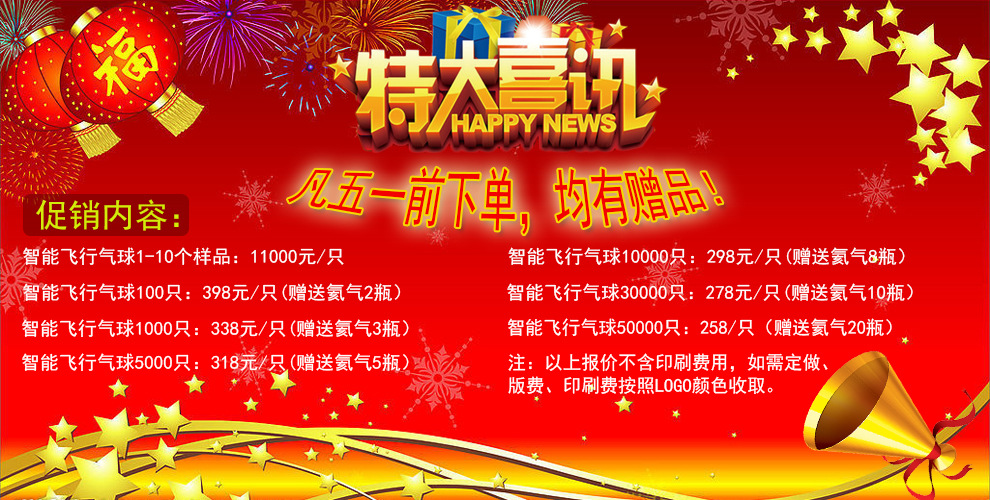 福
特大喜讯
HAPPY NEWS
凡五一前下单，均有赠品！
促销内容：
智能飞行气球1-10个样品：11000元/只
智能飞行气球100只：398元/只(赠送氦气2瓶）
智能飞行气球1000只：338元/只(赠送氦气3瓶）
智能飞行气球5000只：318元/只(赠送氦气5瓶）
智能飞行气球10000只：298元/只(赠送氦气8瓶）
智能飞行气球30000只：278元/只(赠送氦气10瓶）
智能飞行气球50000只：258/只（赠送氦气20瓶）
注：以上报价不含印刷费用，如需定做、
版费、印刷费按照LOGO颜色收取。